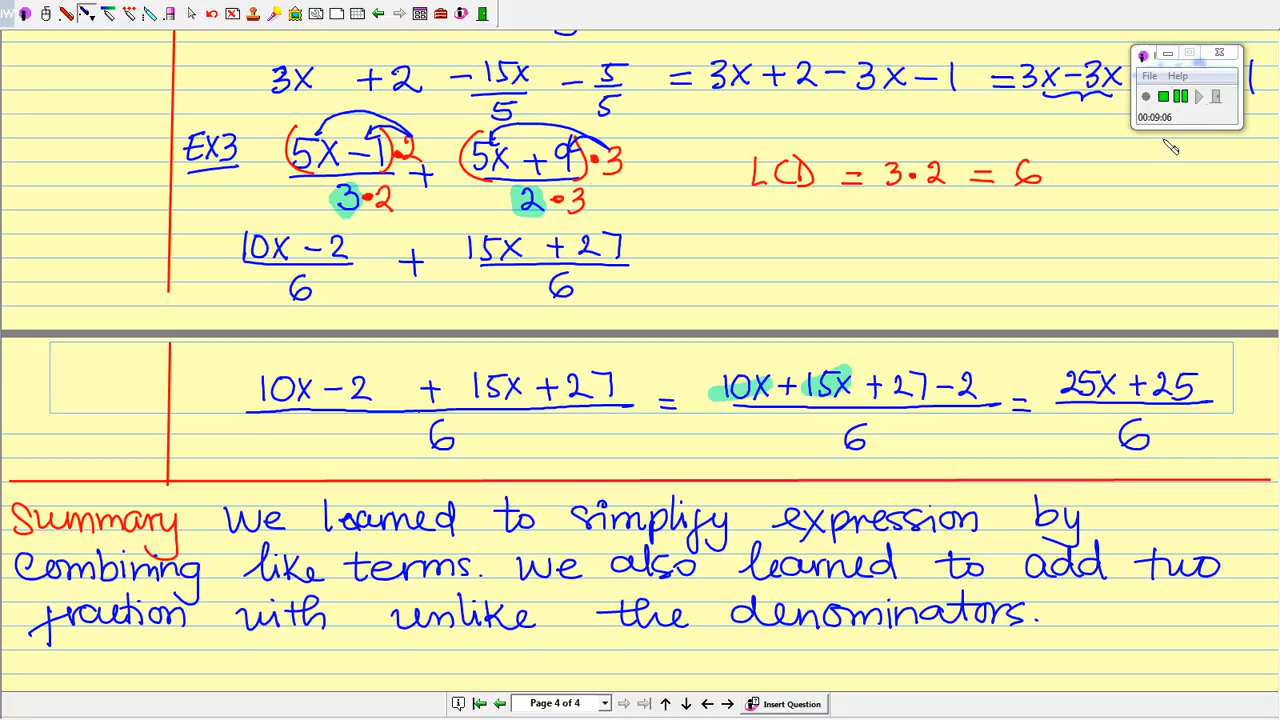 3x + 2 - 15x/5 - 5/5 = 3x + 2 - 3x - 1 = 3x - 3x 1
File Help
00:09:06
EX3 (5x - 1)·2 / 3·2 + (5x + 9)·3 / 2·3 LCD = 3·2 = 6
10x - 2 / 6 + 15x + 27 / 6
10x - 2 + 15x + 27 / 6 = 10x + 15x + 27 - 2 / 6 = 25x + 25 / 6
Summary We learned to simplify expression by
Combining like terms. We also learned to add two
fraction with unlike the denominators.
Page 4 of 4 Insert Question